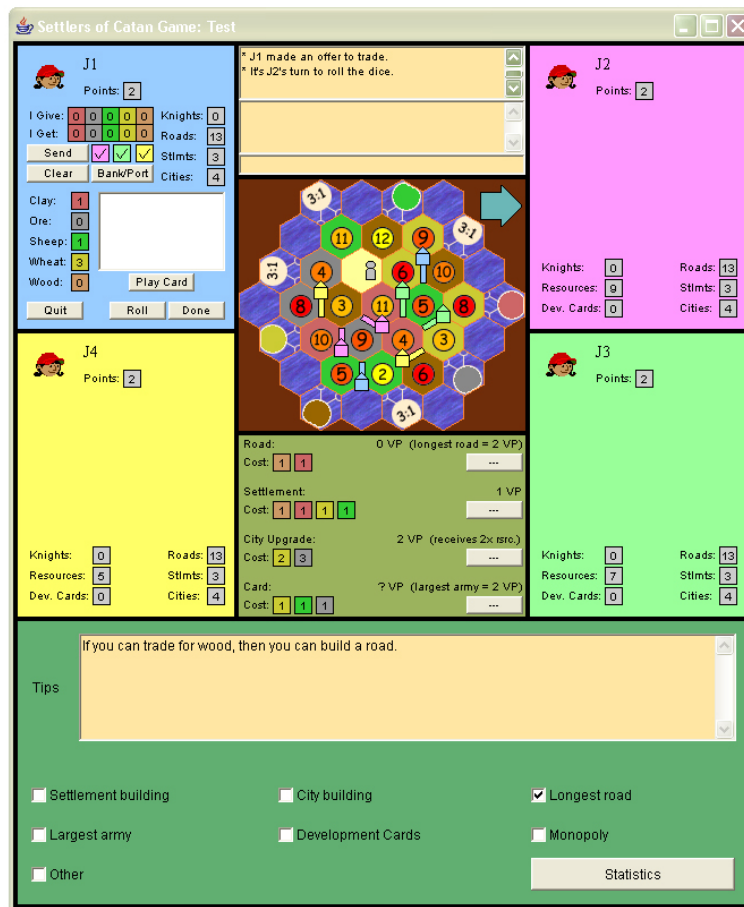 Settlers of Catan Game: Test
J1
Points: 2
I Give: 0 0 0 0 0 Knights: 0
I Get: 0 0 0 0 0 Roads: 13
Send Stlmts: 3
Clear Bank/Port Cities: 4
Clay: 1
Ore: 0
Sheep: 1
Wheat: 3
Wood: 0 Play Card
Quit Roll Done
* J1 made an offer to trade.
* It's J2's turn to roll the dice.
J2
Points: 2
Knights: 0 Roads: 13
Resources: 9 Stlmts: 3
Dev. Cards: 0 Cities: 4
3:1
3:1
11 12 9
3:1 4 6 10
8 3 11 5 8
10 9 4 3
5 2 6
3:1
J4
Points: 2
Knights: 0 Roads: 13
Resources: 5 Stlmts: 3
Dev. Cards: 0 Cities: 4
Road: 0 VP (longest road = 2 VP)
Cost: 1 1 ---
Settlement: 1 VP
Cost: 1 1 1 1 ---
City Upgrade: 2 VP (receives 2x rsrc.)
Cost: 2 3 ---
Card: ? VP (largest army = 2 VP)
Cost: 1 1 1 ---
J3
Points: 2
Knights: 0 Roads: 13
Resources: 7 Stlmts: 3
Dev. Cards: 0 Cities: 4
Tips
If you can trade for wood, then you can build a road.
Settlement building City building Longest road
Largest army Development Cards Monopoly
Other Statistics